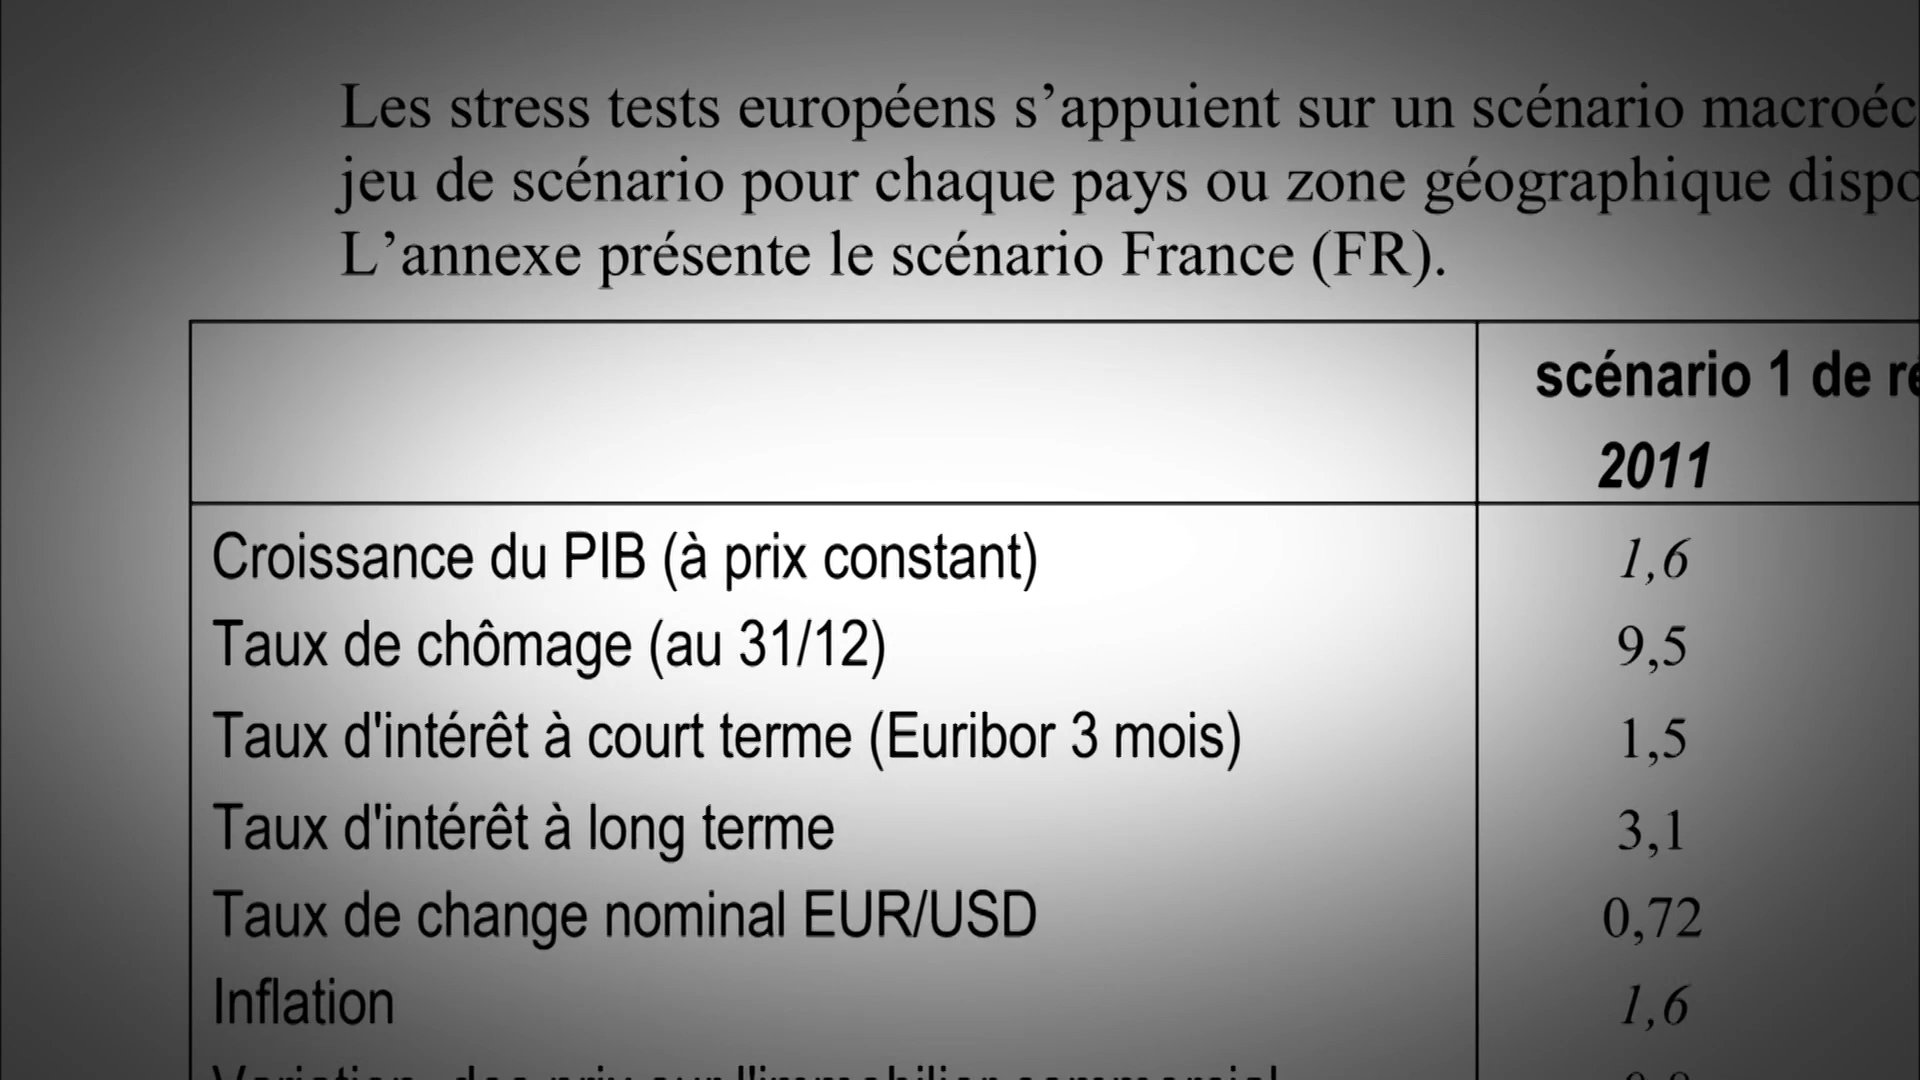 Les stress tests européens s’appuient sur un scénario
jeu de scénario pour chaque pays ou zone géographique
L’annexe présente le scénario France (FR).
scénario 1 de
2011
Croissance du PIB (à prix constant) 1,6
Taux de chômage (au 31/12) 9,5
Taux d'intérêt à court terme (Euribor 3 mois) 1,5
Taux d'intérêt à long terme 3,1
Taux de change nominal EUR/USD 0,72
Inflation 1,6